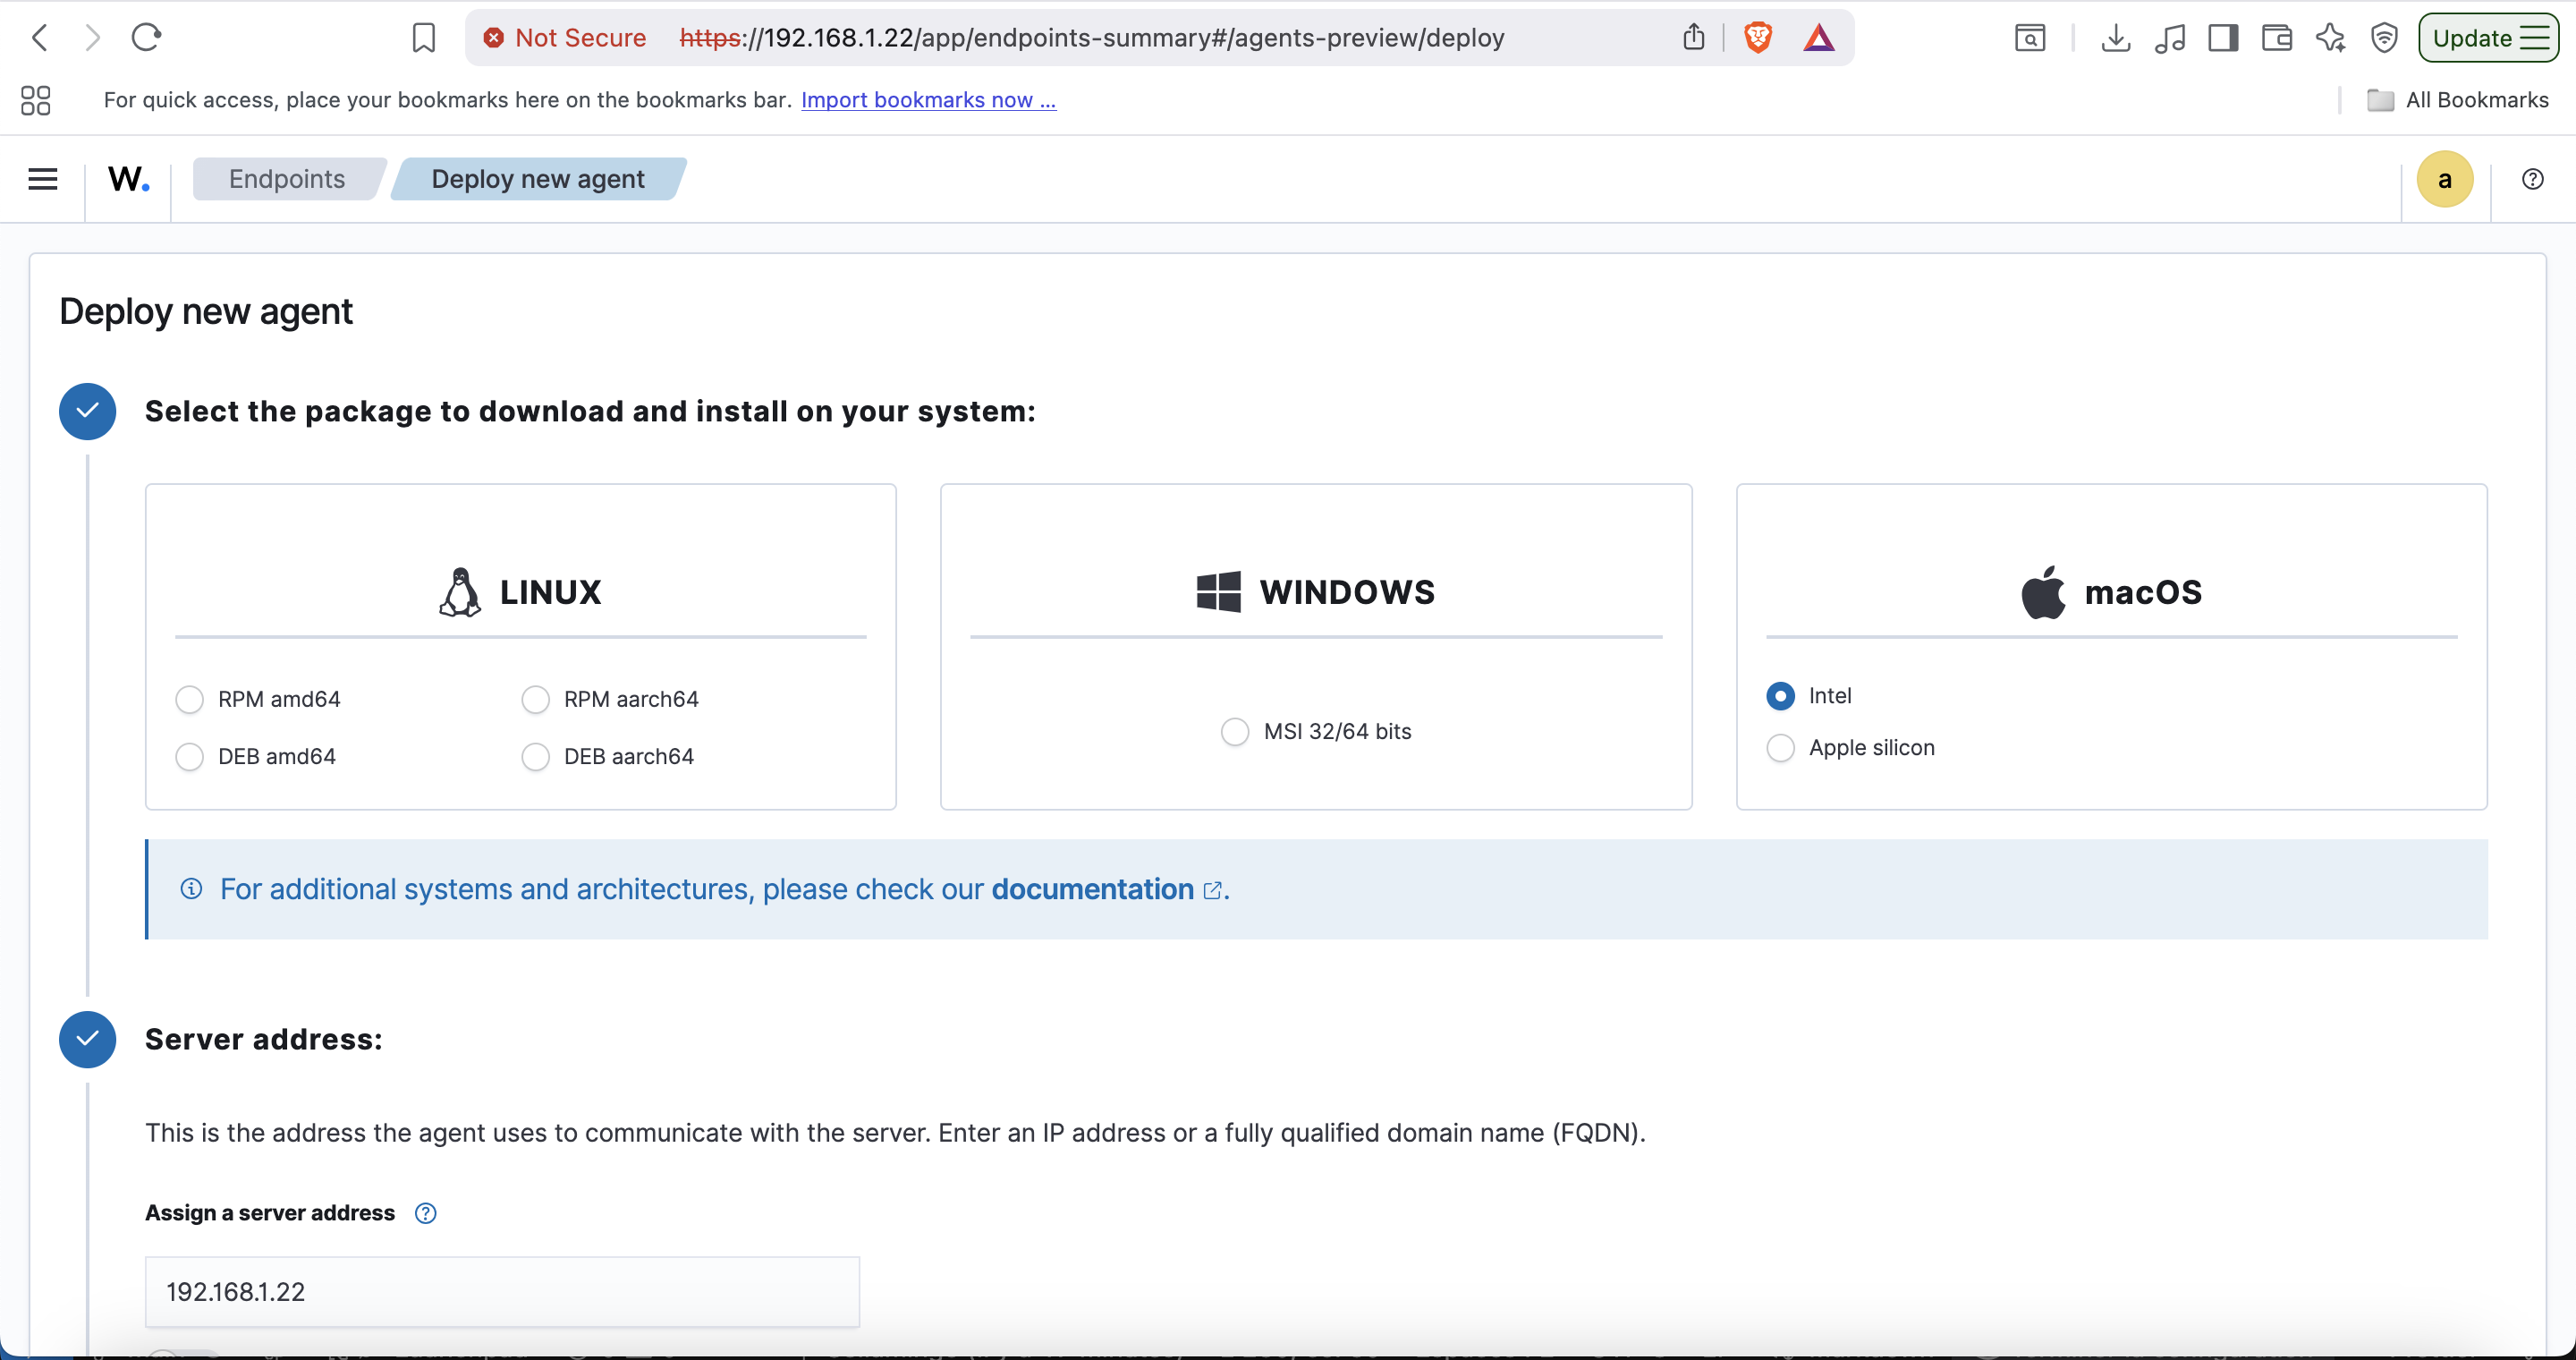 Not Secure https://192.168.1.22/app/endpoints-summary#/agents-preview/deploy Update
For quick access, place your bookmarks here on the bookmarks bar. Import bookmarks now ... All Bookmarks
W. Endpoints Deploy new agent a
Deploy new agent
Select the package to download and install on your system:
LINUX
RPM amd64 RPM aarch64
DEB amd64 DEB aarch64
WINDOWS
MSI 32/64 bits
macOS
Intel
Apple silicon
For additional systems and architectures, please check our documentation.
Server address:
This is the address the agent uses to communicate with the server. Enter an IP address or a fully qualified domain name (FQDN).
Assign a server address
192.168.1.22